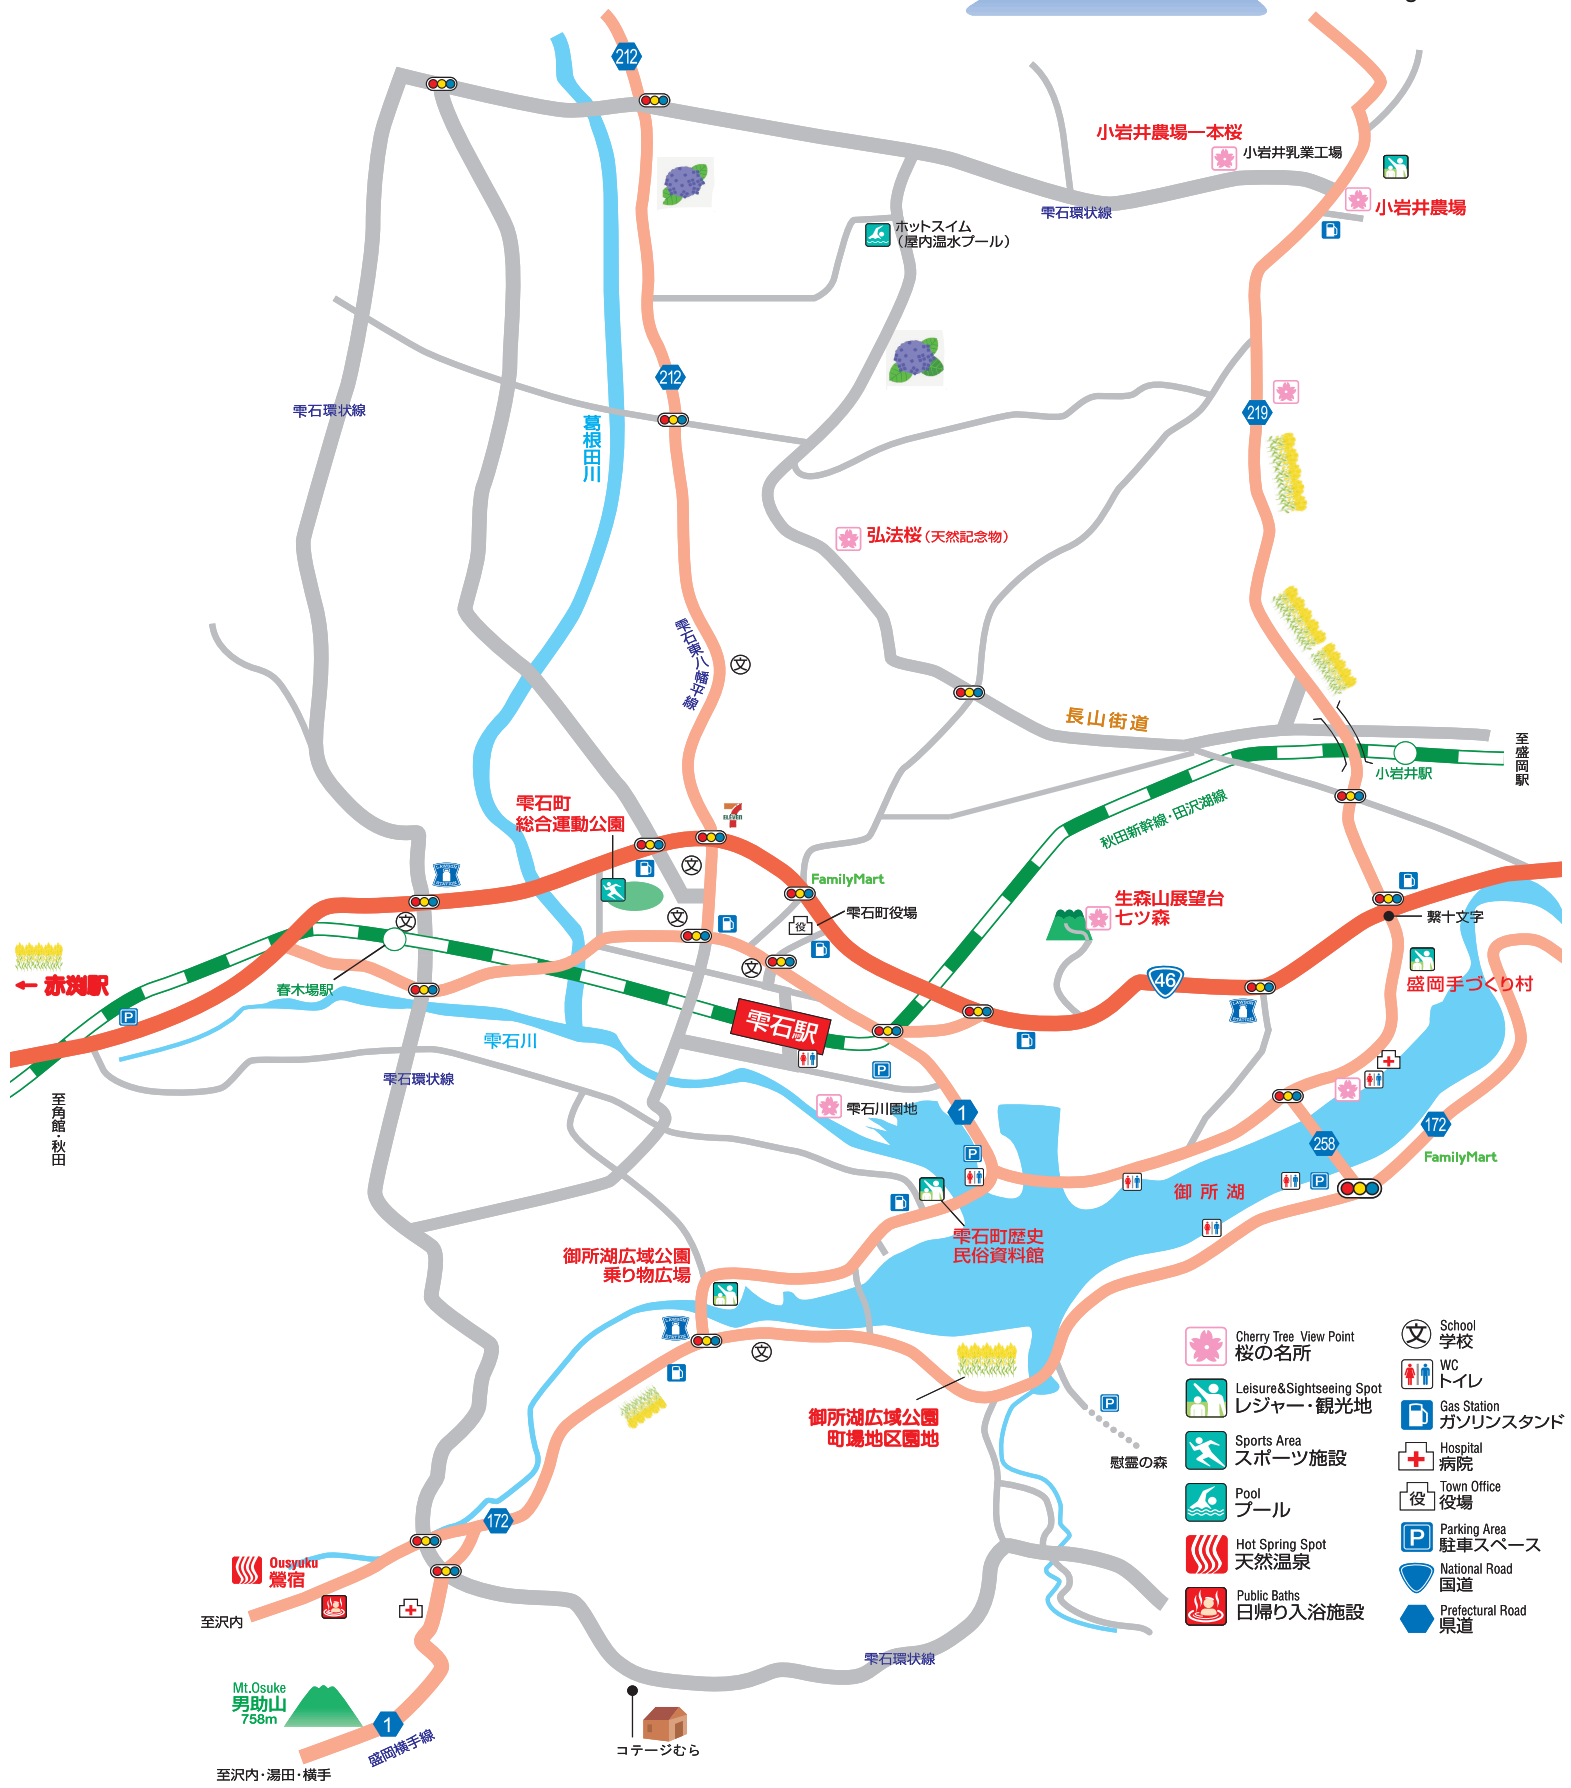 g
212
小岩井農場一本桜
小岩井乳業工場
小岩井農場
雫石環状線
ホットスイム
(屋内温水プール)
212
219
雫石環状線
葛根田川
弘法桜(天然記念物)
雫石東八幡平線
文
長山街道
至盛岡駅
小岩井駅
秋田新幹線・田沢湖線
雫石町
総合運動公園
7
ELEVEN
文
FamilyMart
雫石町役場
役
文
文
文
生森山展望台
七ツ森
繋十文字
46
盛岡手づくり村
← 赤渕駅
春木場駅
P
雫石駅
雫石川
雫石環状線
P
至角館・秋田
雫石川園地
1
P
172
258
FamilyMart
P
御所湖
雫石町歴史
民俗資料館
御所湖広域公園
乗り物広場
文
御所湖広域公園
町場地区園地
P
慰霊の森
172
Ousyuku
鶯宿
至沢内
Mt.Osuke
男助山
758m
1
盛岡横手線
至沢内・湯田・横手
雫石環状線
コテージむら
Cherry Tree View Point
桜の名所
Leisure&Sightseeing Spot
レジャー・観光地
Sports Area
スポーツ施設
Pool
プール
Hot Spring Spot
天然温泉
Public Baths
日帰り入浴施設
文
School
学校
WC
トイレ
Gas Station
ガソリンスタンド
Hospital
病院
役
Town Office
役場
P
Parking Area
駐車スペース
National Road
国道
Prefectural Road
県道